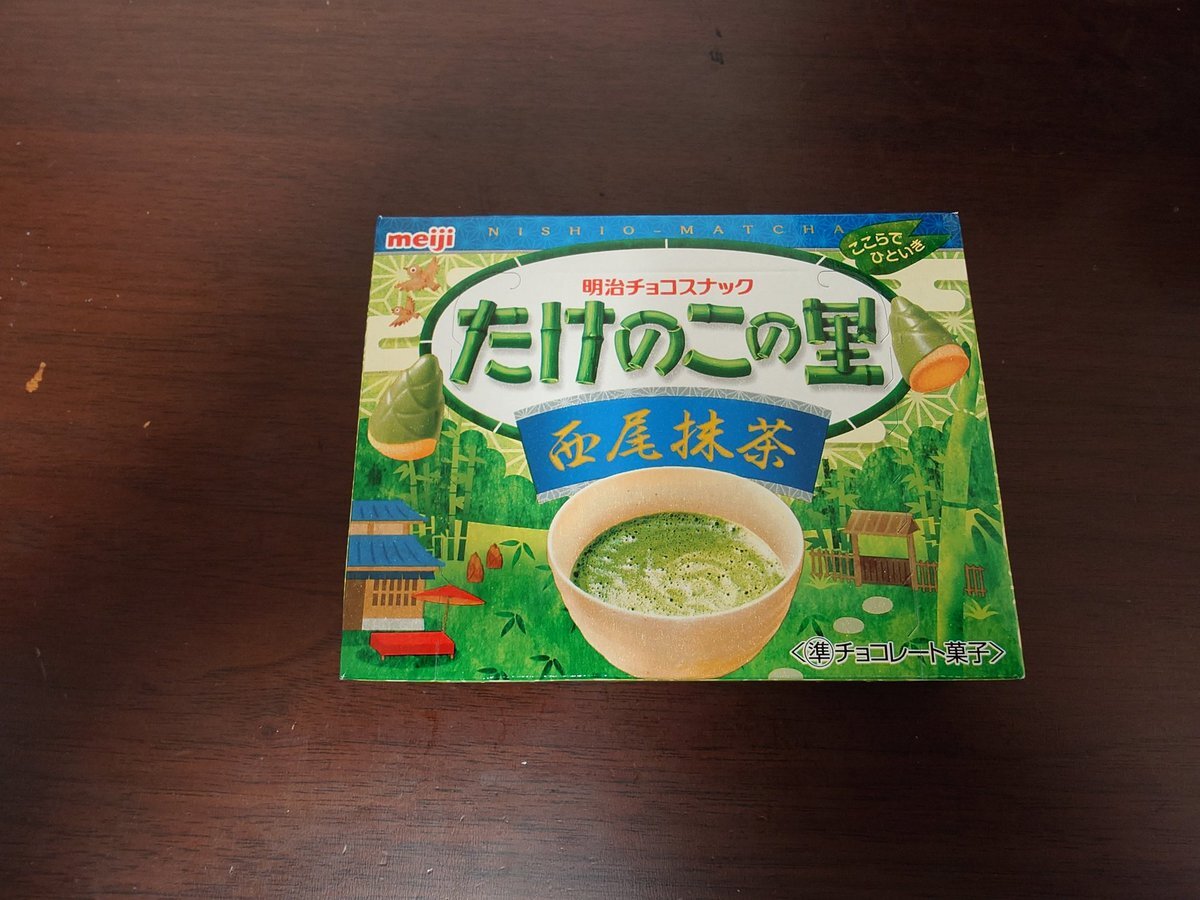 meiji
NISHIO-MATCHA
ここらで
ひといき
明治チョコスナック
たけのこの里
西尾抹茶
<準チョコレート菓子>